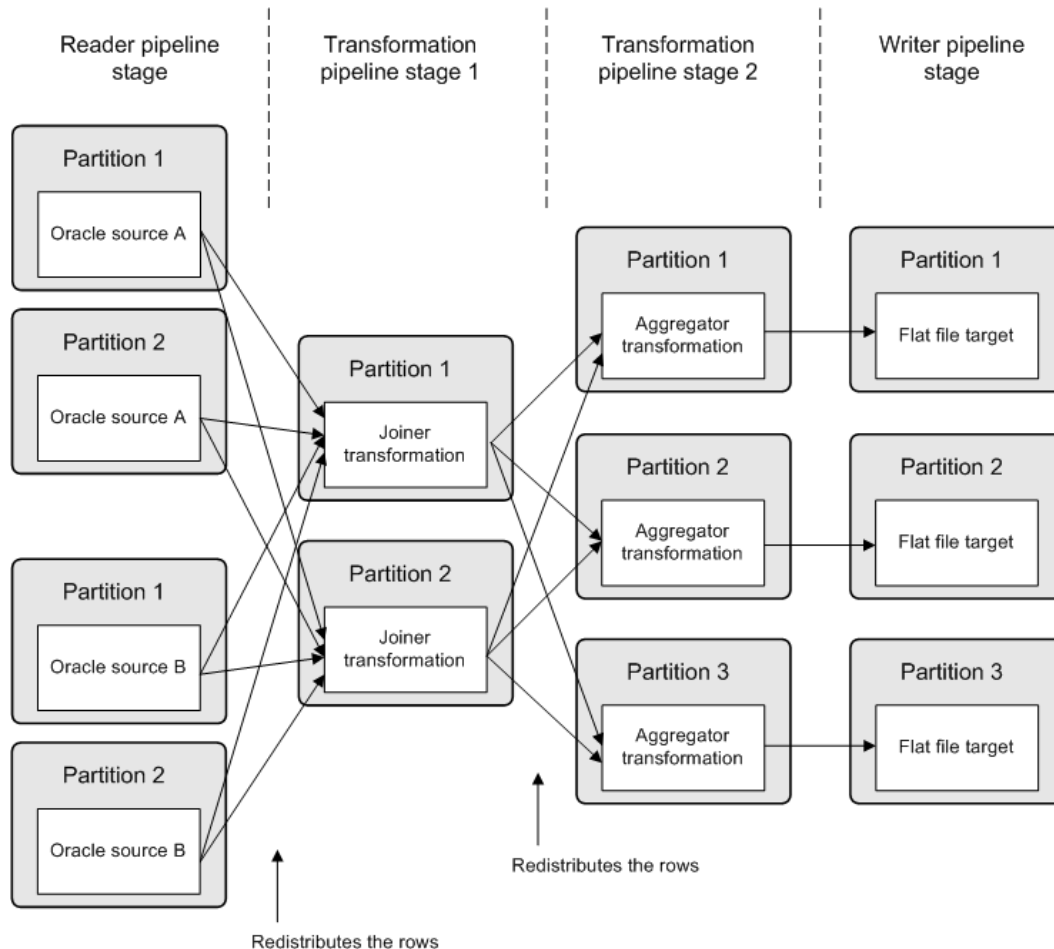 Reader pipeline
stage
Transformation
pipeline stage 1
Transformation
pipeline stage 2
Writer pipeline
stage
Partition 1
Oracle source A
Partition 2
Oracle source A
Partition 1
Oracle source B
Partition 2
Oracle source B
Partition 1
Joiner
transformation
Partition 2
Joiner
transformation
Partition 1
Aggregator
transformation
Partition 2
Aggregator
transformation
Partition 3
Aggregator
transformation
Partition 1
Flat file target
Partition 2
Flat file target
Partition 3
Flat file target
Redistributes the rows
Redistributes the rows